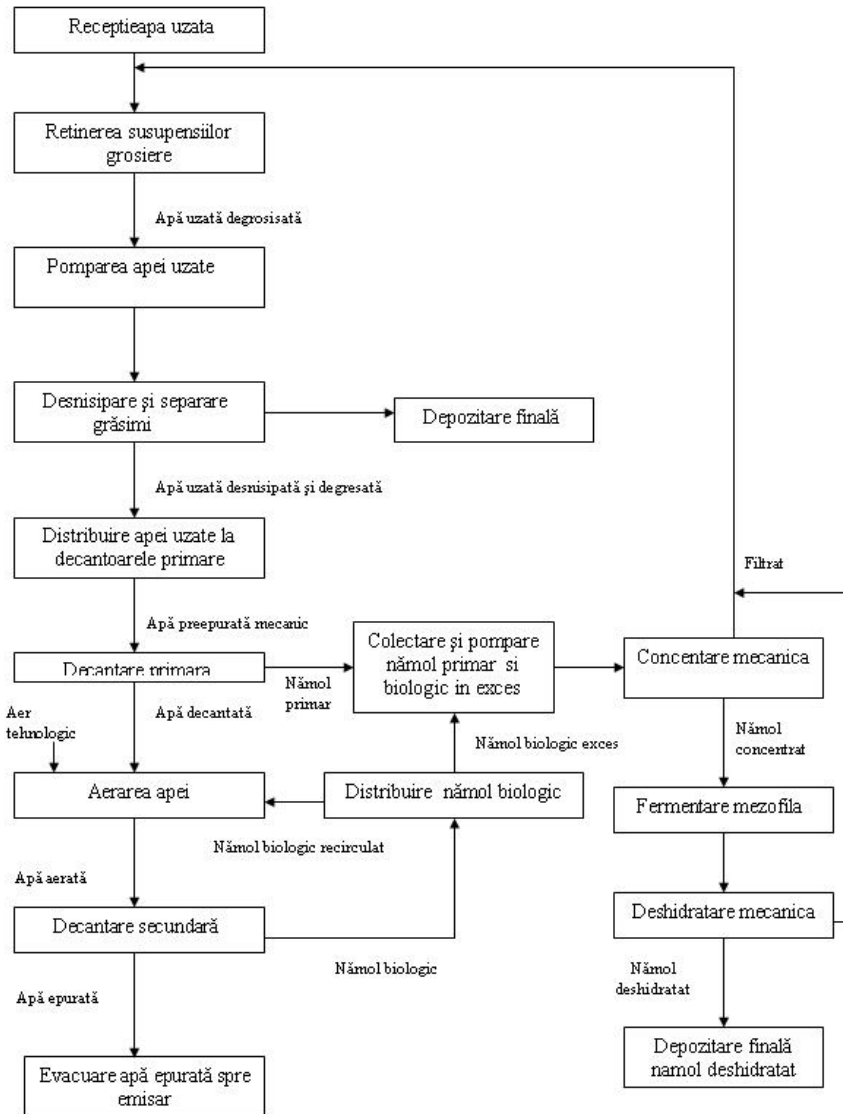 Receptieapa uzata
Retinerea susupensiilor
grosiere
Apă uzată degrosisată
Pomparea apei uzate
Desnisipare şi separare
grăsimi
Depozitare finală
Apă uzată desnisipată şi degresată
Distribuire apei uzate la
decantoarele primare
Filtrat
Apă preepurată mecanic
Colectare şi pompare
nămol primar si
biologic in exces
Concentare mecanica
Decantare primara
Nămol
primar
Apă decantată
Aer
tehnologic
Nămol biologic exces
Nămol
concentrat
Aerarea apei
Distribuire nămol biologic
Fermentare mezofila
Nămol biologic recirculat
Apă aerată
Decantare secundară
Deshidratare mecanica
Nămol biologic
Nămol
deshidratat
Apă epurată
Evacuare apă epurată spre
emisar
Depozitare finală
namol deshidratat